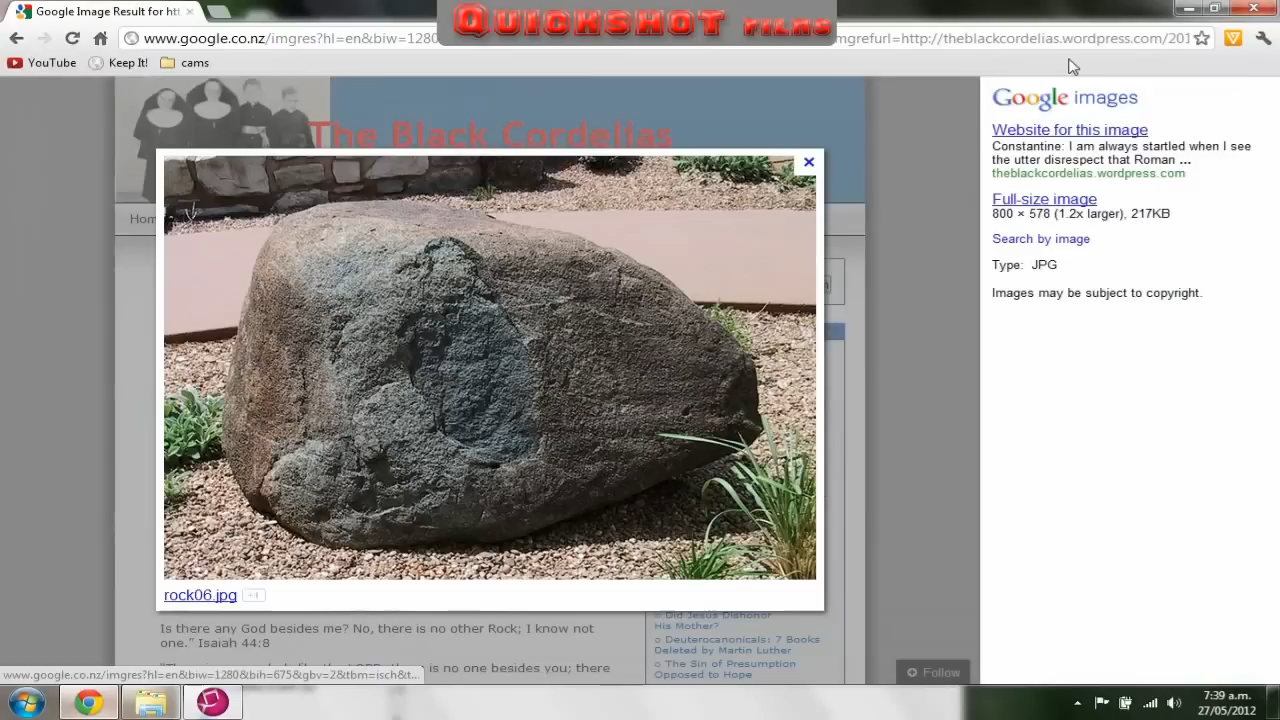 Google Image Result for htt
Quickshot Films
www.google.co.nz/imgres?hl=en&biw=1280
mgrefurl=http://theblackcordelias.wordpress.com/201
YouTube
Keep It!
cams
The Black Cordelias
Hom
rock06.jpg
+1
Is there any God besides me? No, there is no other Rock; I know not
one.” Isaiah 44:8
Did Jesus Dishonor
His Mother?
Deuterocanonicals: 7 Books
Deleted by Martin Luther
The Sin of Presumption
Opposed to Hope
Follow
Google images
Website for this image
Constantine: I am always startled when I see
the utter disrespect that Roman ...
theblackcordelias.wordpress.com
Full-size image
800 × 578 (1.2x larger), 217KB
Search by image
Type: JPG
Images may be subject to copyright.
www.google.co.nz/imgres?hl=en&biw=1280&bih=675&gbv=2&tbm=isch&t...
7:39 a.m.
27/05/2012